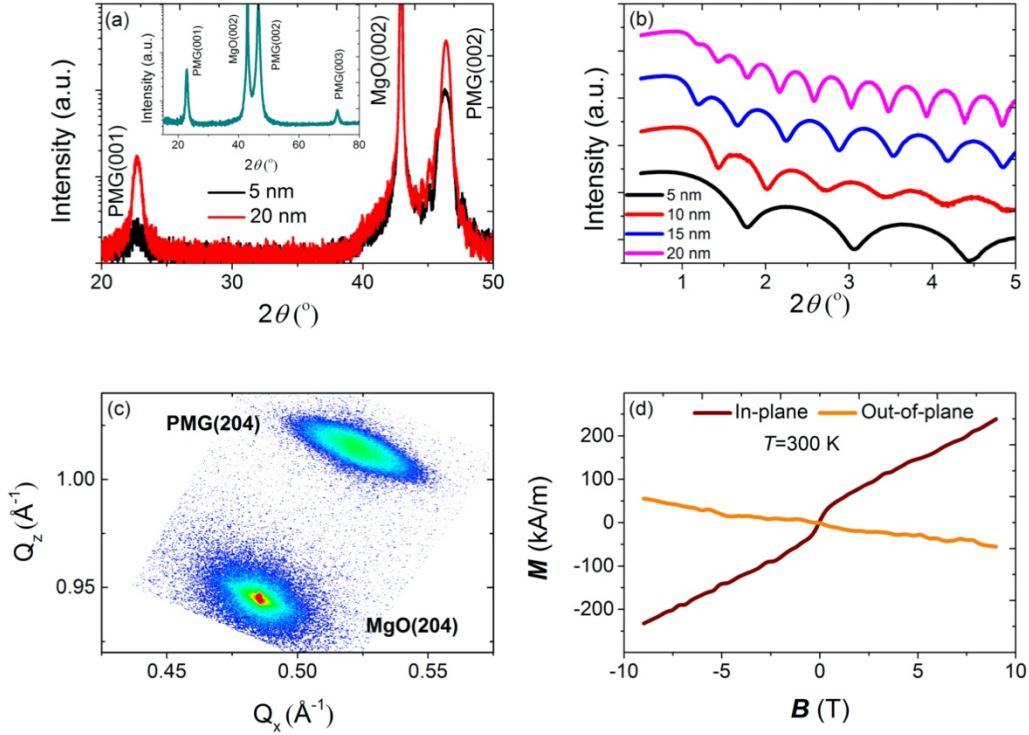 (a)
Intensity (a.u.)
PMG(001)
MgO(002)
PMG(002)
5 nm
20 nm
20 30 40 50
2θ (°)
Intensity (a.u.)
PMG(001)
MgO(002)
PMG(002)
PMG(003)
20 40 60 80
2θ (°)
(b)
Intensity (a.u.)
5 nm
10 nm
15 nm
20 nm
1 2 3 4 5
2θ (°)
(c)
PMG(204)
MgO(204)
Q_z (Å⁻¹)
1.00
0.95
0.45 0.50 0.55
Q_x (Å⁻¹)
(d)
In-plane Out-of-plane
T=300 K
M (kA/m)
200
100
0
-100
-200
-10 -5 0 5 10
B (T)